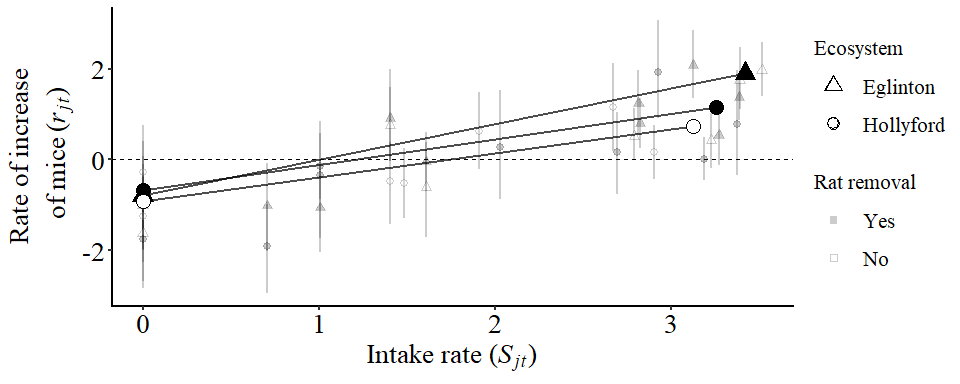 Rate of increase
of mice (r_jt)
2
0
-2
0 1 2 3
Intake rate (S_jt)
Ecosystem
Eglinton
Hollyford
Rat removal
Yes
No